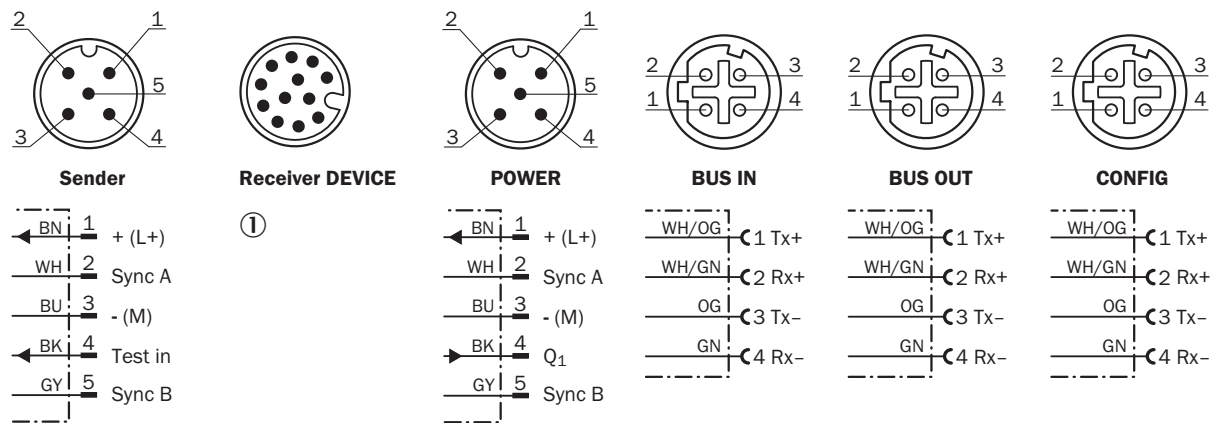 2 1
5
3 4
Sender
BN 1 + (L+)
WH 2 Sync A
BU 3 - (M)
BK 4 Test in
GY 5 Sync B
Receiver DEVICE
①
2 1
5
3 4
POWER
BN 1 + (L+)
WH 2 Sync A
BU 3 - (M)
BK 4 Q₁
GY 5 Sync B
2 3
1 4
BUS IN
WH/OG 1 Tx+
WH/GN 2 Rx+
OG 3 Tx–
GN 4 Rx–
2 3
1 4
BUS OUT
WH/OG 1 Tx+
WH/GN 2 Rx+
OG 3 Tx–
GN 4 Rx–
2 3
1 4
CONFIG
WH/OG 1 Tx+
WH/GN 2 Rx+
OG 3 Tx–
GN 4 Rx–